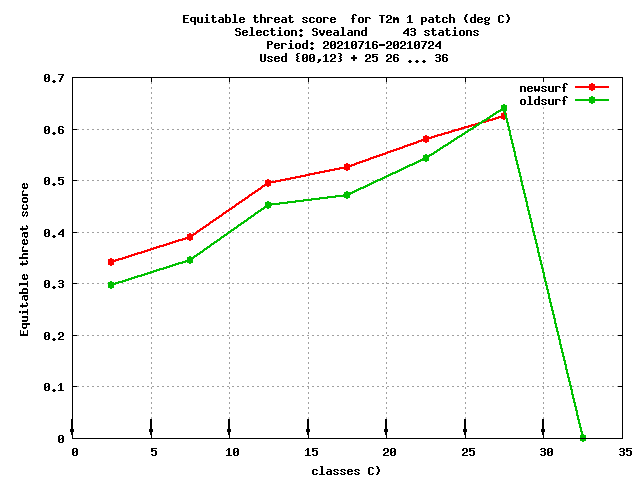 Equitable threat score  for T2m 1 patch (deg C)
Selection: Svealand     43 stations
Period: 20210716-20210724
Used {00,12} + 25 26 ... 36
newsurf
oldsurf
0.7
0.6
0.5
0.4
0.3
0.2
0.1
0
Equitable threat score
0 5 10 15 20 25 30 35
classes C)